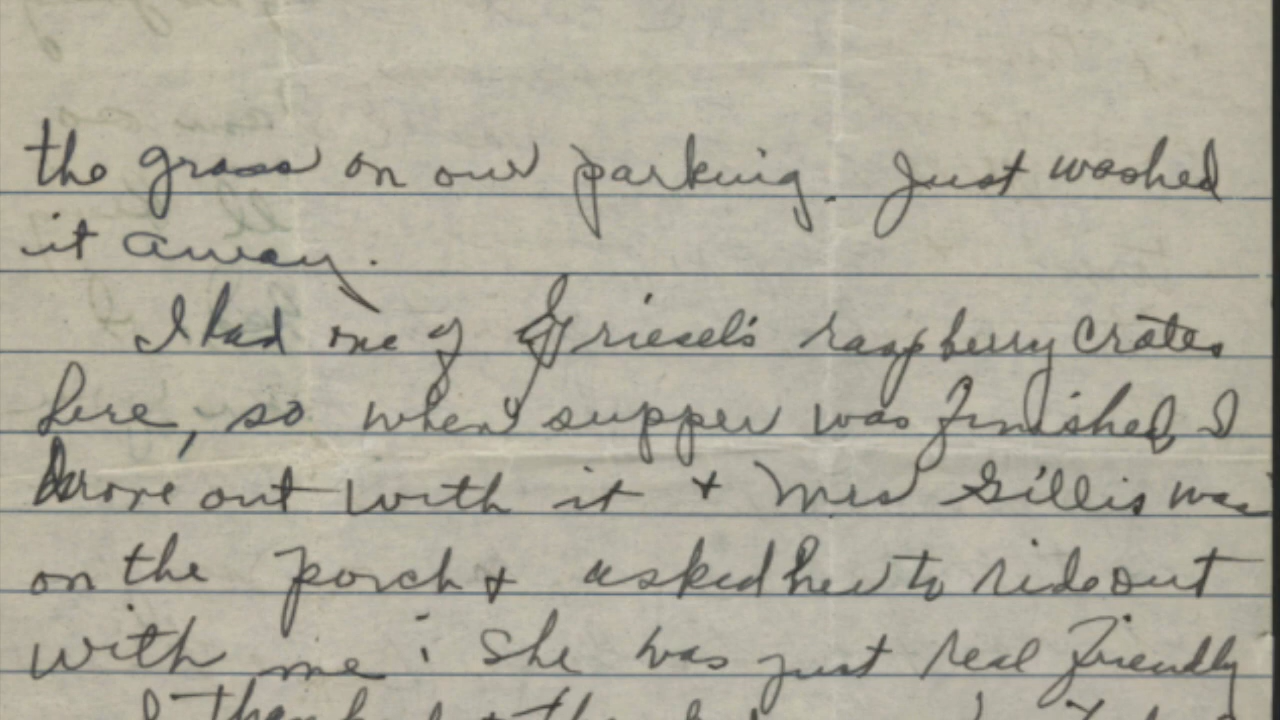 the grass on our parking. Just washed
it away.
I had one of Griesel's raspberry crates
here, so when supper was finished I
drove out with it + Mrs Gillis was
on the porch + asked her to ride out
with me. She was just real friendly
I